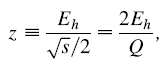 z ≡ E_h / √s/2 = 2E_h / Q ,